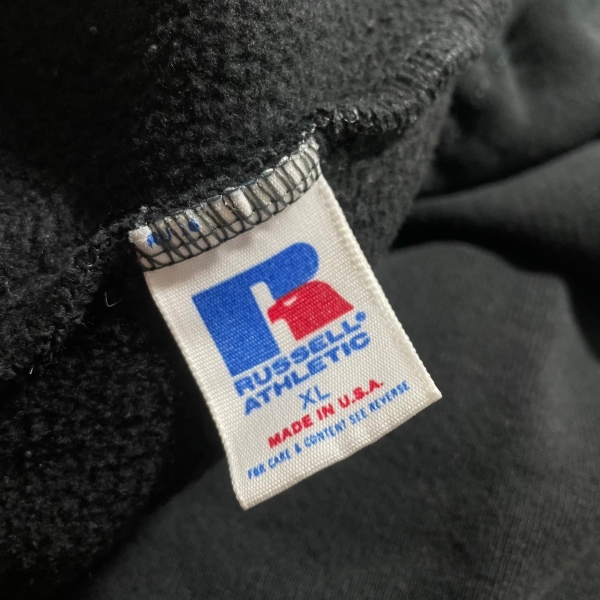 R
RUSSELL®
ATHLETIC
XL
MADE IN U.S.A.
FOR CARE & CONTENT SEE REVERSE